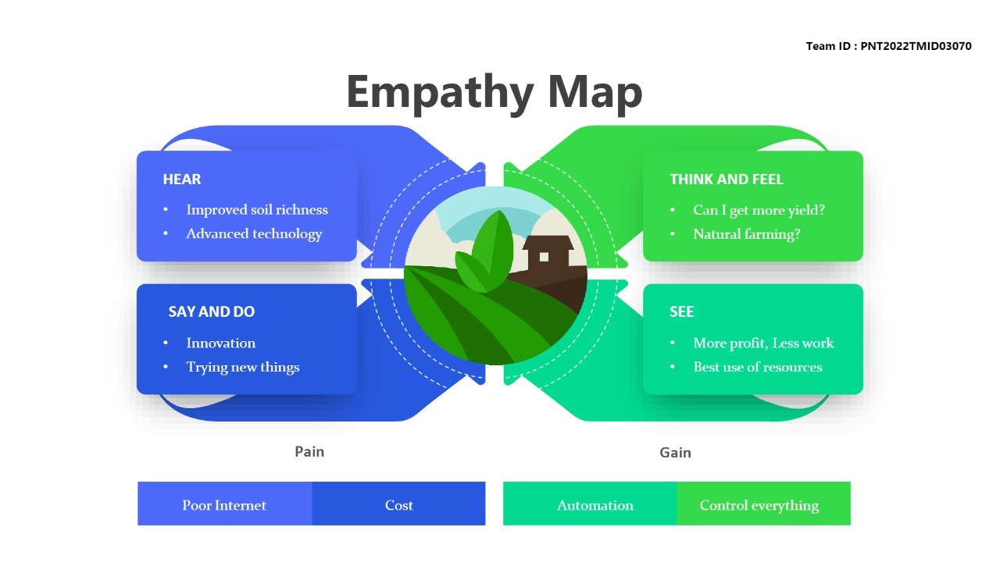 Team ID : PNT2022TMID03070
Empathy Map
HEAR
• Improved soil richness
• Advanced technology
THINK AND FEEL
• Can I get more yield?
• Natural farming?
SAY AND DO
• Innovation
• Trying new things
SEE
• More profit, Less work
• Best use of resources
Pain
Gain
Poor Internet
Cost
Automation
Control everything